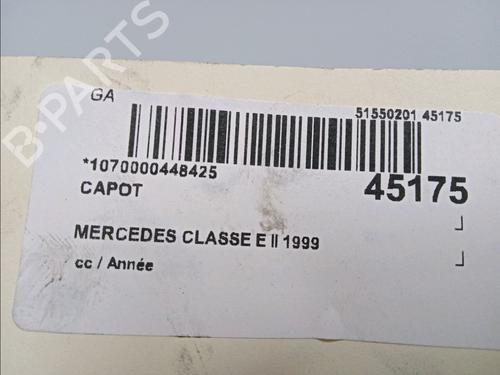 GA
51550201 45175
*1070000448425
45175
CAPOT
MERCEDES CLASSE E II 1999
cc / Année
B-PARTS